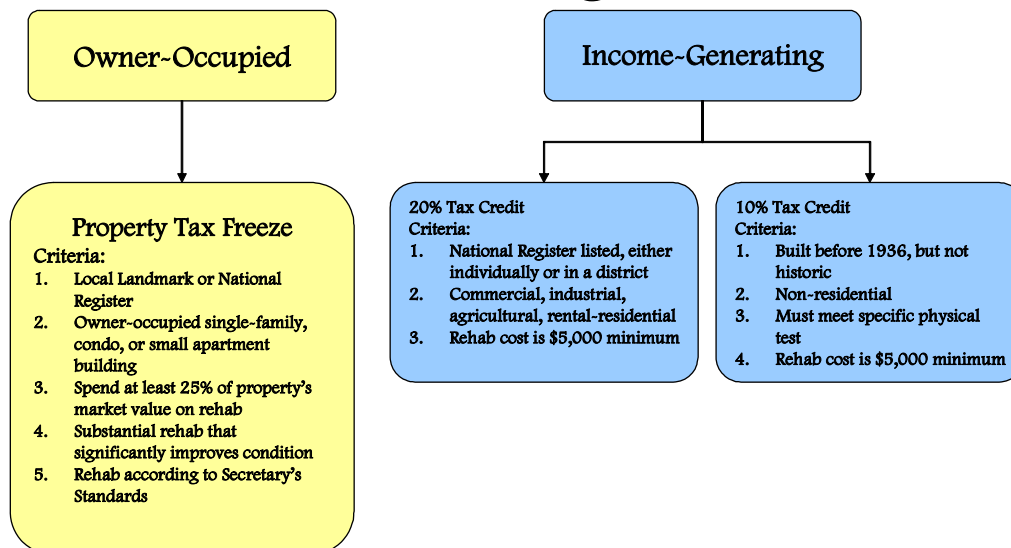 Owner-Occupied
Income-Generating
Property Tax Freeze
Criteria:
1. Local Landmark or National
Register
2. Owner-occupied single-family,
condo, or small apartment
building
3. Spend at least 25% of property's
market value on rehab
4. Substantial rehab that
significantly improves condition
5. Rehab according to Secretary's
Standards
20% Tax Credit
Criteria:
1. National Register listed, either
individually or in a district
2. Commercial, industrial,
agricultural, rental-residential
3. Rehab cost is $5,000 minimum
10% Tax Credit
Criteria:
1. Built before 1936, but not
historic
2. Non-residential
3. Must meet specific physical
test
4. Rehab cost is $5,000 minimum